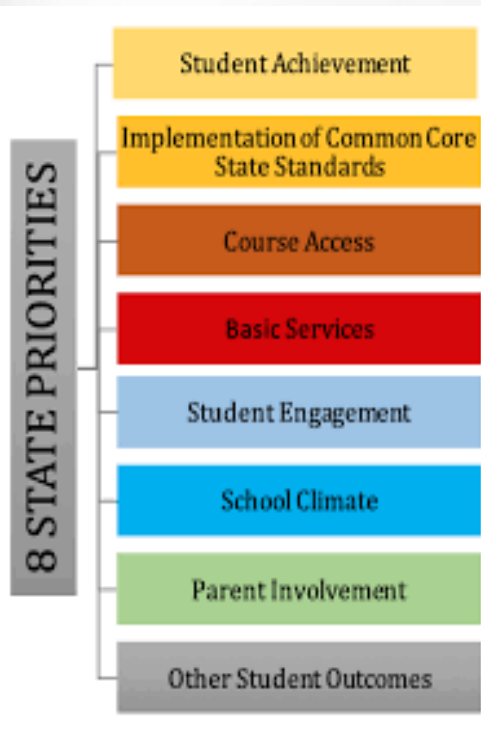 8 STATE PRIORITIES
Student Achievement
Implementation of Common Core
State Standards
Course Access
Basic Services
Student Engagement
School Climate
Parent Involvement
Other Student Outcomes